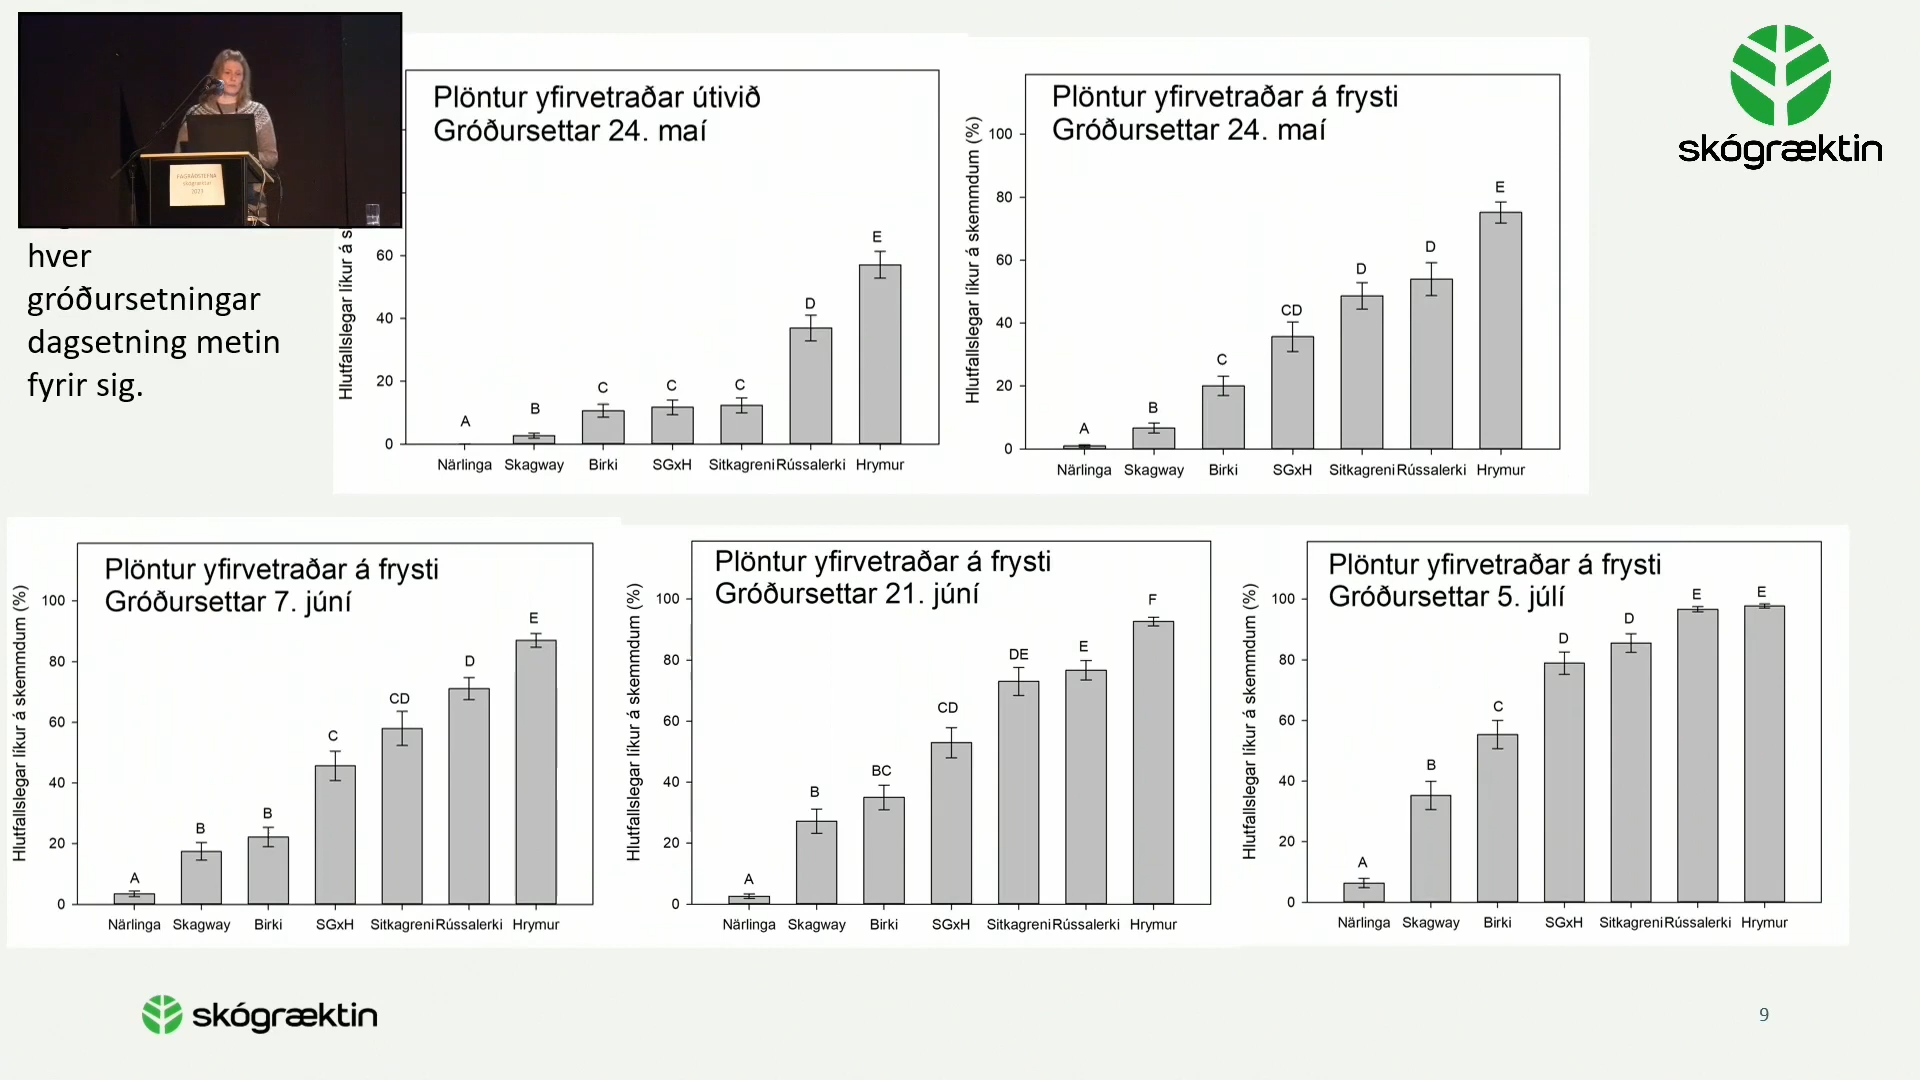 FAGRÁÐSTEFNA
skógræktar
2023
hver
gróðursetningar
dagsetning metin
fyrir sig.
Plöntur yfirvetraðar útivið
Gróðursettar 24. maí
Hlutfallslegar líkur á s
60
40
20
0
A
B
C
C
C
D
E
Närlinga Skagway Birki SGxH Sitkagreni Rússalerki Hrymur
Plöntur yfirvetraðar á frysti
Gróðursettar 24. maí
Hlutfallslegar líkur á skemmdum (%)
100
80
60
40
20
0
A
B
C
CD
D
D
E
Närlinga Skagway Birki SGxH Sitkagreni Rússalerki Hrymur
skógræktin
Plöntur yfirvetraðar á frysti
Gróðursettar 7. júní
Hlutfallslegar líkur á skemmdum (%)
100
80
60
40
20
0
A
B
B
C
CD
D
E
Närlinga Skagway Birki SGxH Sitkagreni Rússalerki Hrymur
Plöntur yfirvetraðar á frysti
Gróðursettar 21. júní
Hlutfallslegar líkur á skemmdum (%)
100
80
60
40
20
0
A
B
BC
CD
DE
E
F
Närlinga Skagway Birki SGxH Sitkagreni Rússalerki Hrymur
Plöntur yfirvetraðar á frysti
Gróðursettar 5. júlí
Hlutfallslegar líkur á skemmdum (%)
100
80
60
40
20
0
A
B
C
D
D
E
E
Närlinga Skagway Birki SGxH Sitkagreni Rússalerki Hrymur
skógræktin
9